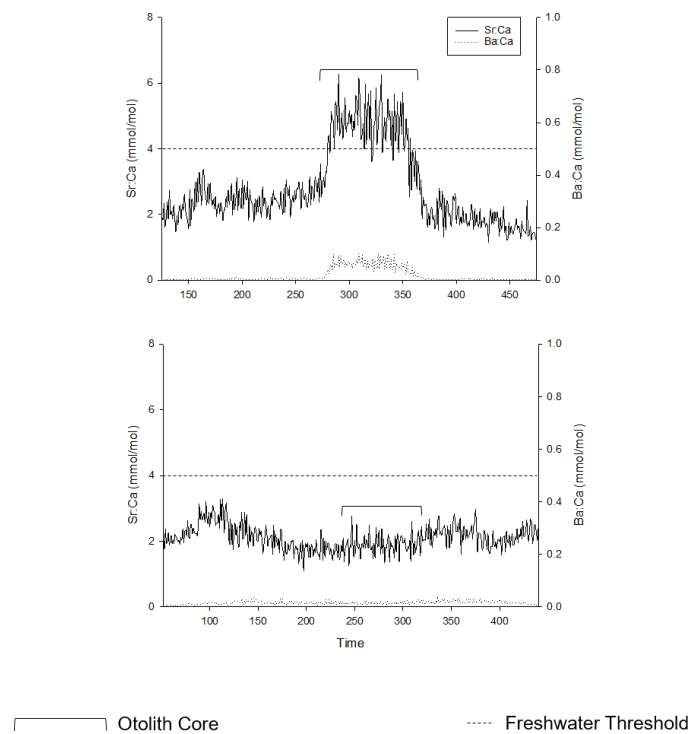 8
6
4
2
0
Sr:Ca (mmol/mol)
1.0
0.8
0.6
0.4
0.2
0.0
Ba:Ca (mmol/mol)
Sr:Ca
Ba:Ca
150 200 250 300 350 400 450
8
6
4
2
0
Sr:Ca (mmol/mol)
1.0
0.8
0.6
0.4
0.2
0.0
Ba:Ca (mmol/mol)
100 150 200 250 300 350 400
Time
Otolith Core
Freshwater Threshold